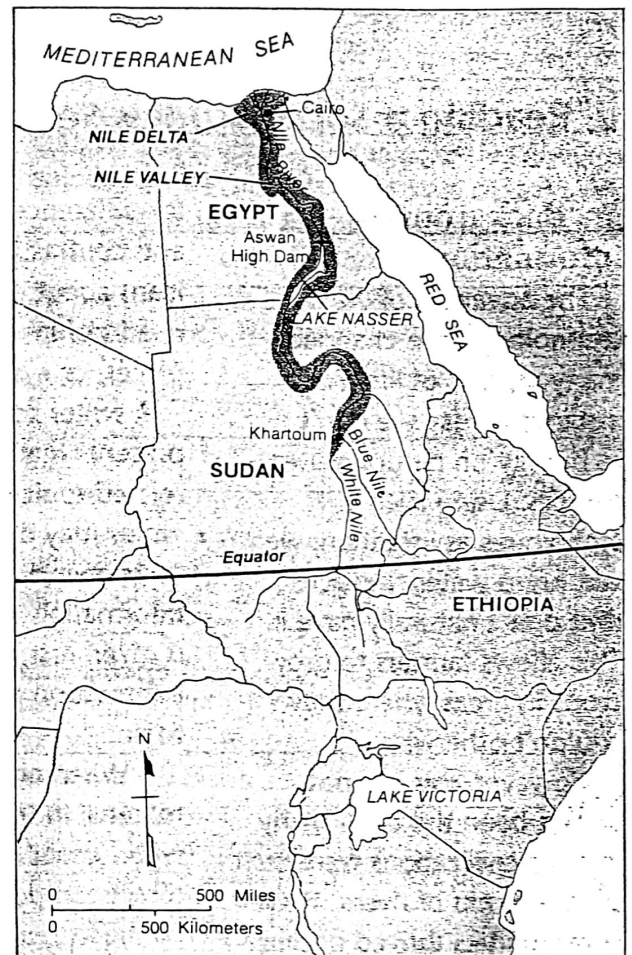 MEDITERRANEAN SEA
Cairo
NILE DELTA
Nile River
NILE VALLEY
EGYPT
Aswan
High Dam
RED SEA
LAKE NASSER
Khartoum
Blue Nile
SUDAN
White Nile
Equator
ETHIOPIA
N
LAKE VICTORIA
0 500 Miles
0 500 Kilometers